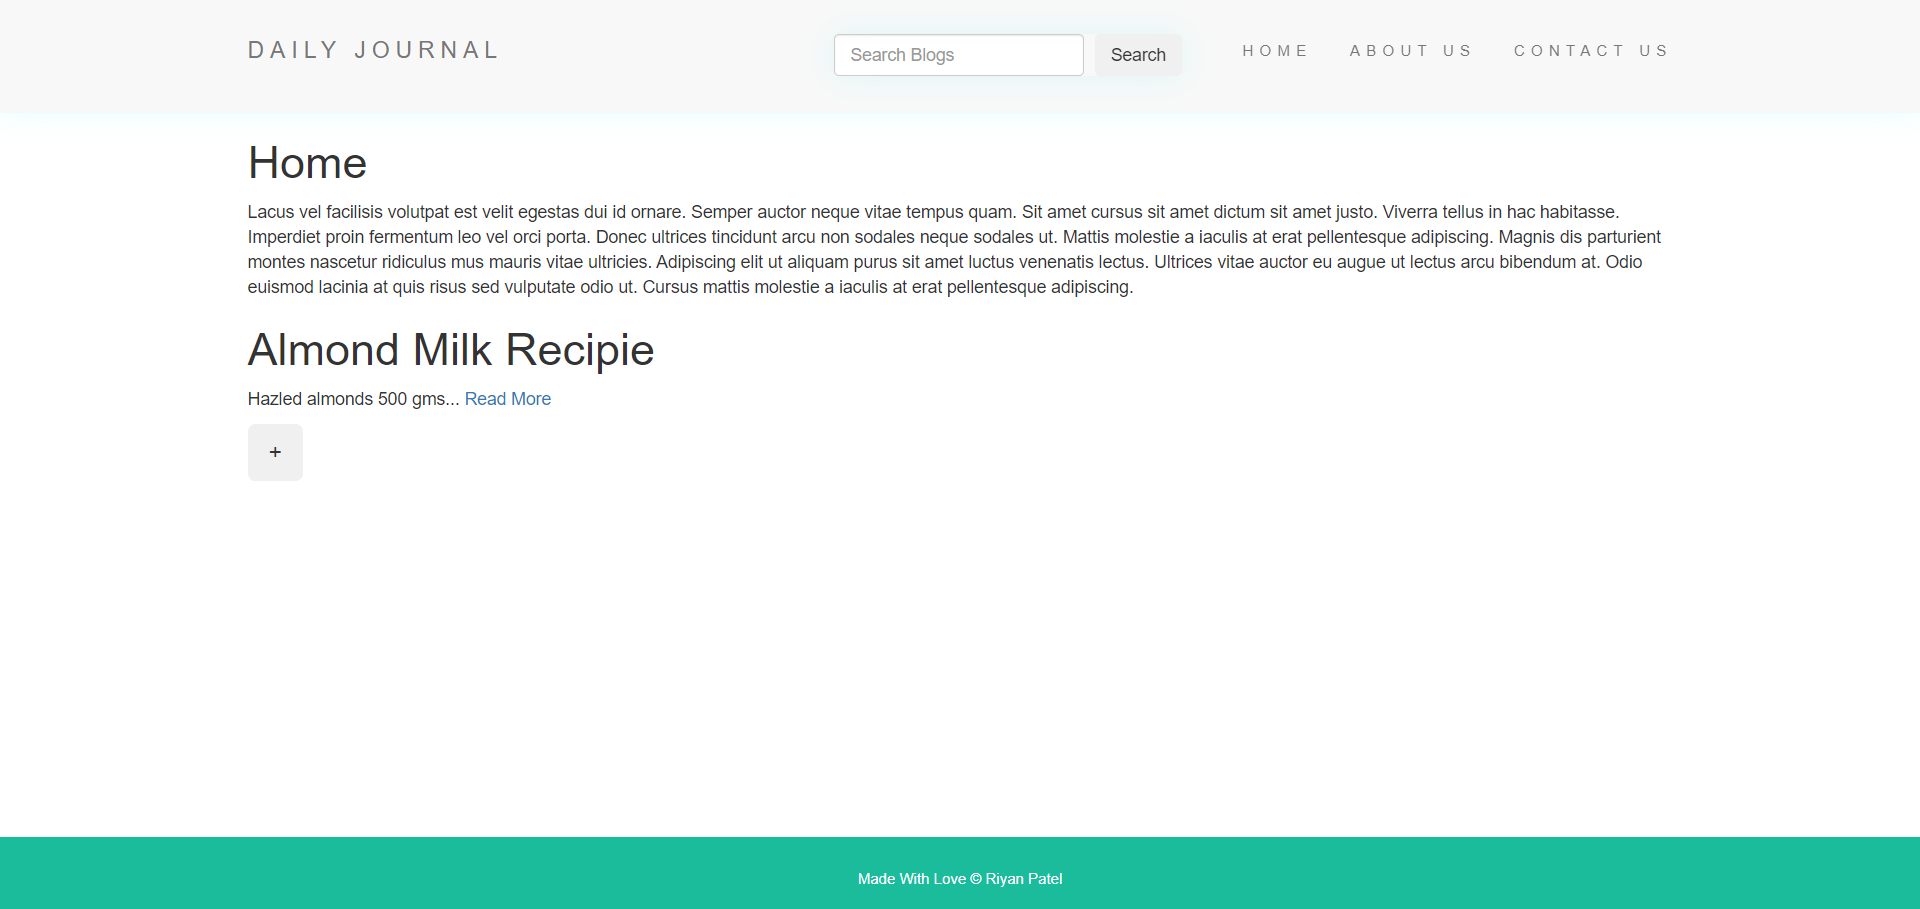 DAILY JOURNAL
Search Blogs
Search
HOME
ABOUT US
CONTACT US
Home
Lacus vel facilisis volutpat est velit egestas dui id ornare. Semper auctor neque vitae tempus quam. Sit amet cursus sit amet dictum sit amet justo. Viverra tellus in hac habitasse.
Imperdiet proin fermentum leo vel orci porta. Donec ultrices tincidunt arcu non sodales neque sodales ut. Mattis molestie a iaculis at erat pellentesque adipiscing. Magnis dis parturient
montes nascetur ridiculus mus mauris vitae ultricies. Adipiscing elit ut aliquam purus sit amet luctus venenatis lectus. Ultrices vitae auctor eu augue ut lectus arcu bibendum at. Odio
euismod lacinia at quis risus sed vulputate odio ut. Cursus mattis molestie a iaculis at erat pellentesque adipiscing.
Almond Milk Recipie
Hazled almonds 500 gms... Read More
+
Made With Love © Riyan Patel